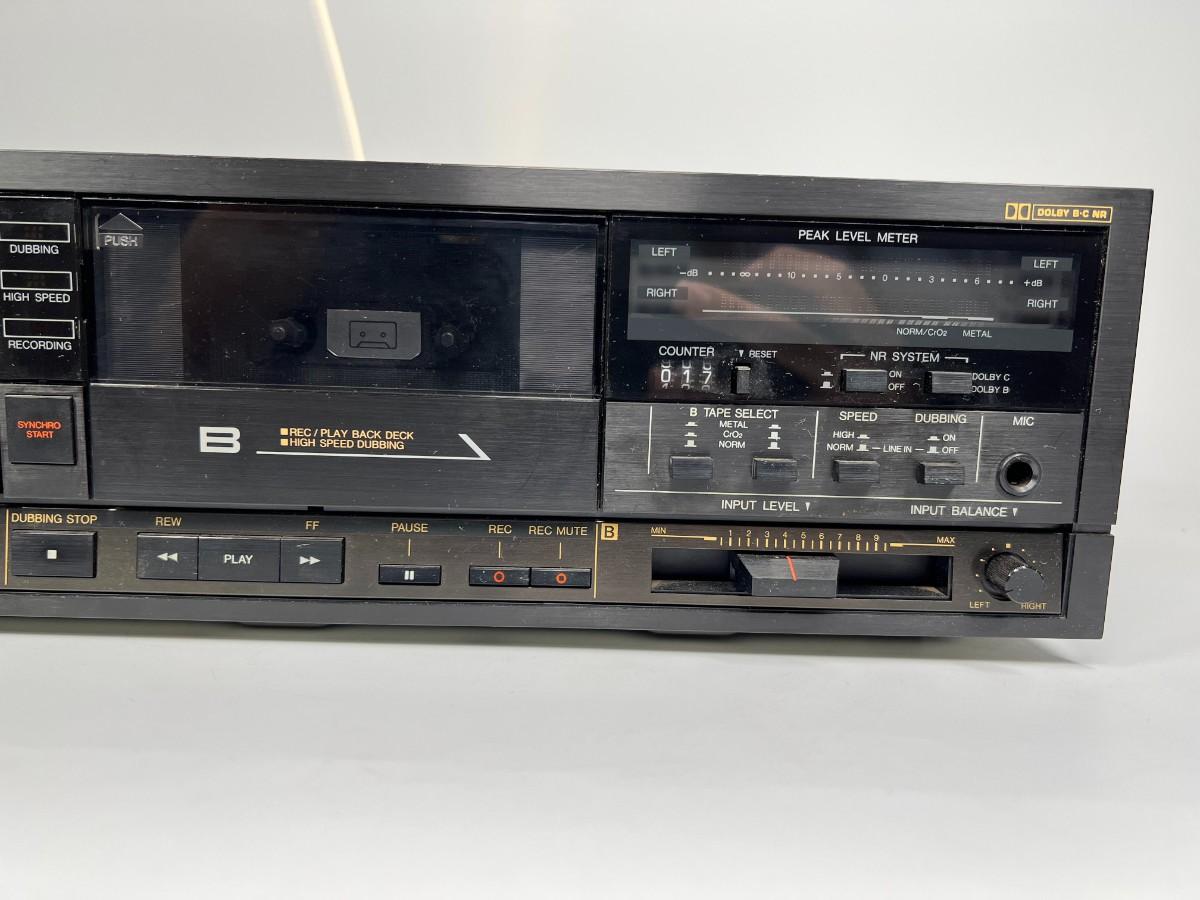 DOLBY B·C NR
DUBBING
HIGH SPEED
RECORDING
PUSH
PEAK LEVEL METER
LEFT
RIGHT
−dB ∞ 10 5 0 3 6 +dB
LEFT
RIGHT
NORM/CrO2 METAL
COUNTER
017
▼ RESET
NR SYSTEM
ON
OFF
DOLBY C
DOLBY B
SYNCHRO
START
B
■REC / PLAY BACK DECK
■HIGH SPEED DUBBING
B TAPE SELECT
METAL
CrO2
NORM
SPEED
HIGH
NORM
DUBBING
ON
LINE IN
OFF
MIC
INPUT LEVEL ▼
INPUT BALANCE ▼
DUBBING STOP
REW
PLAY
FF
PAUSE
REC
REC MUTE
B
MIN 1 2 3 4 5 6 7 8 9 MAX
LEFT RIGHT